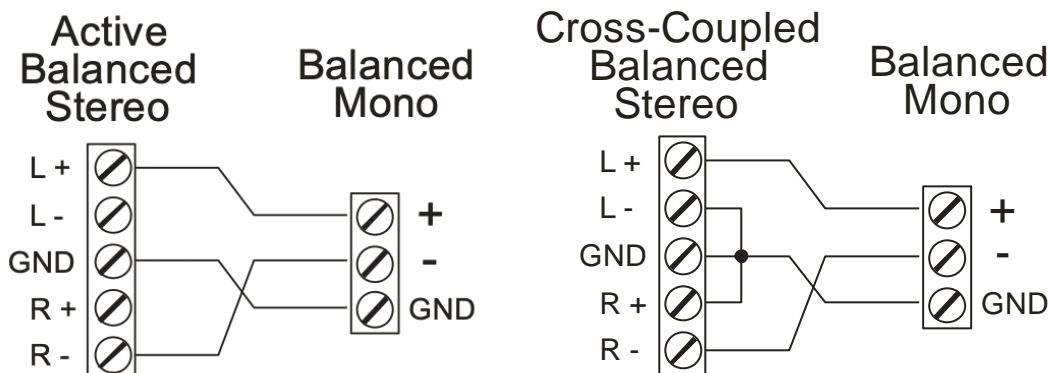 Active
Balanced
Stereo
Balanced
Mono
L +
L -
GND
R +
R -
+
-
GND
Cross-Coupled
Balanced
Stereo
Balanced
Mono
L +
L -
GND
R +
R -
+
-
GND